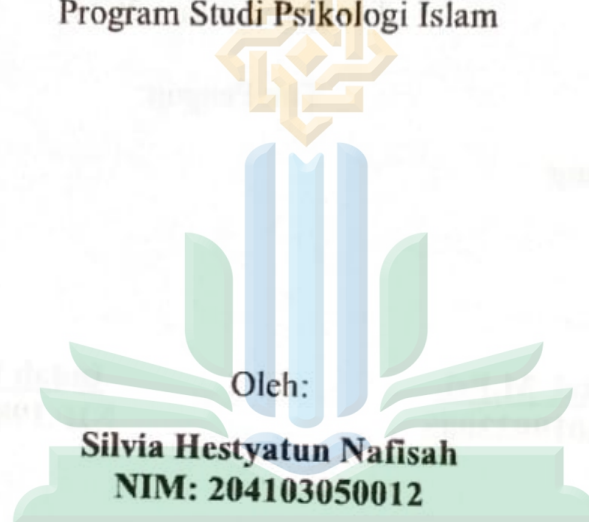 Program Studi Psikologi Islam
Oleh:
Silvia Hestyatun Nafisah
NIM: 204103050012